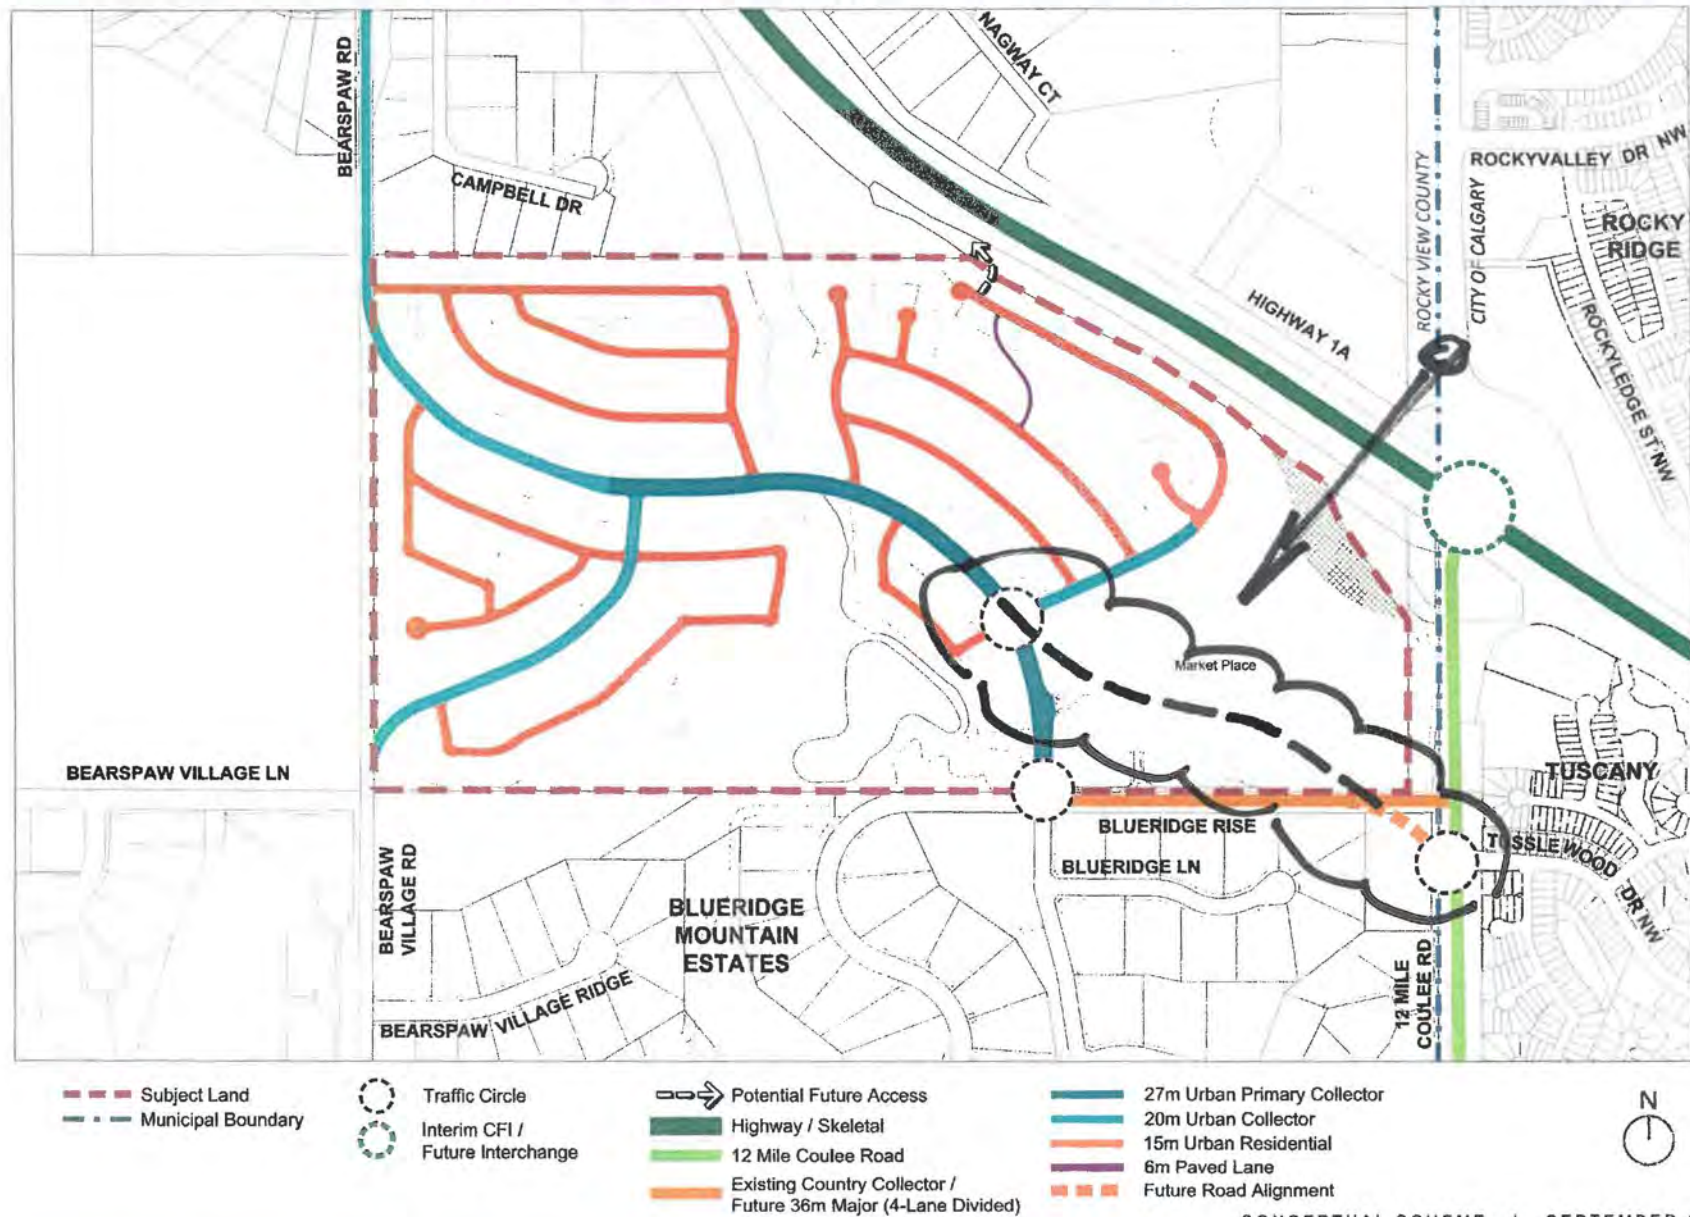 BEARSPAW RD
NAGWAY CT
CAMPBELL DR
ROCKY VIEW COUNTY
CITY OF CALGARY
ROCKYVALLEY DR NW
ROCKY
RIDGE
HIGHWAY 1A
ROCKYLEDGE ST NW
Market Place
BEARSPAW VILLAGE LN
TUSCANY
BLUERIDGE RISE
TUSSLEWOOD DR NW
BLUERIDGE LN
BEARSPAW
VILLAGE RD
BLUERIDGE
MOUNTAIN
ESTATES
12 MILE
COULEE RD
BEARSPAW VILLAGE RIDGE
Subject Land
Municipal Boundary
Traffic Circle
Interim CFI /
Future Interchange
Potential Future Access
Highway / Skeletal
12 Mile Coulee Road
Existing Country Collector /
Future 36m Major (4-Lane Divided)
27m Urban Primary Collector
20m Urban Collector
15m Urban Residential
6m Paved Lane
Future Road Alignment
N